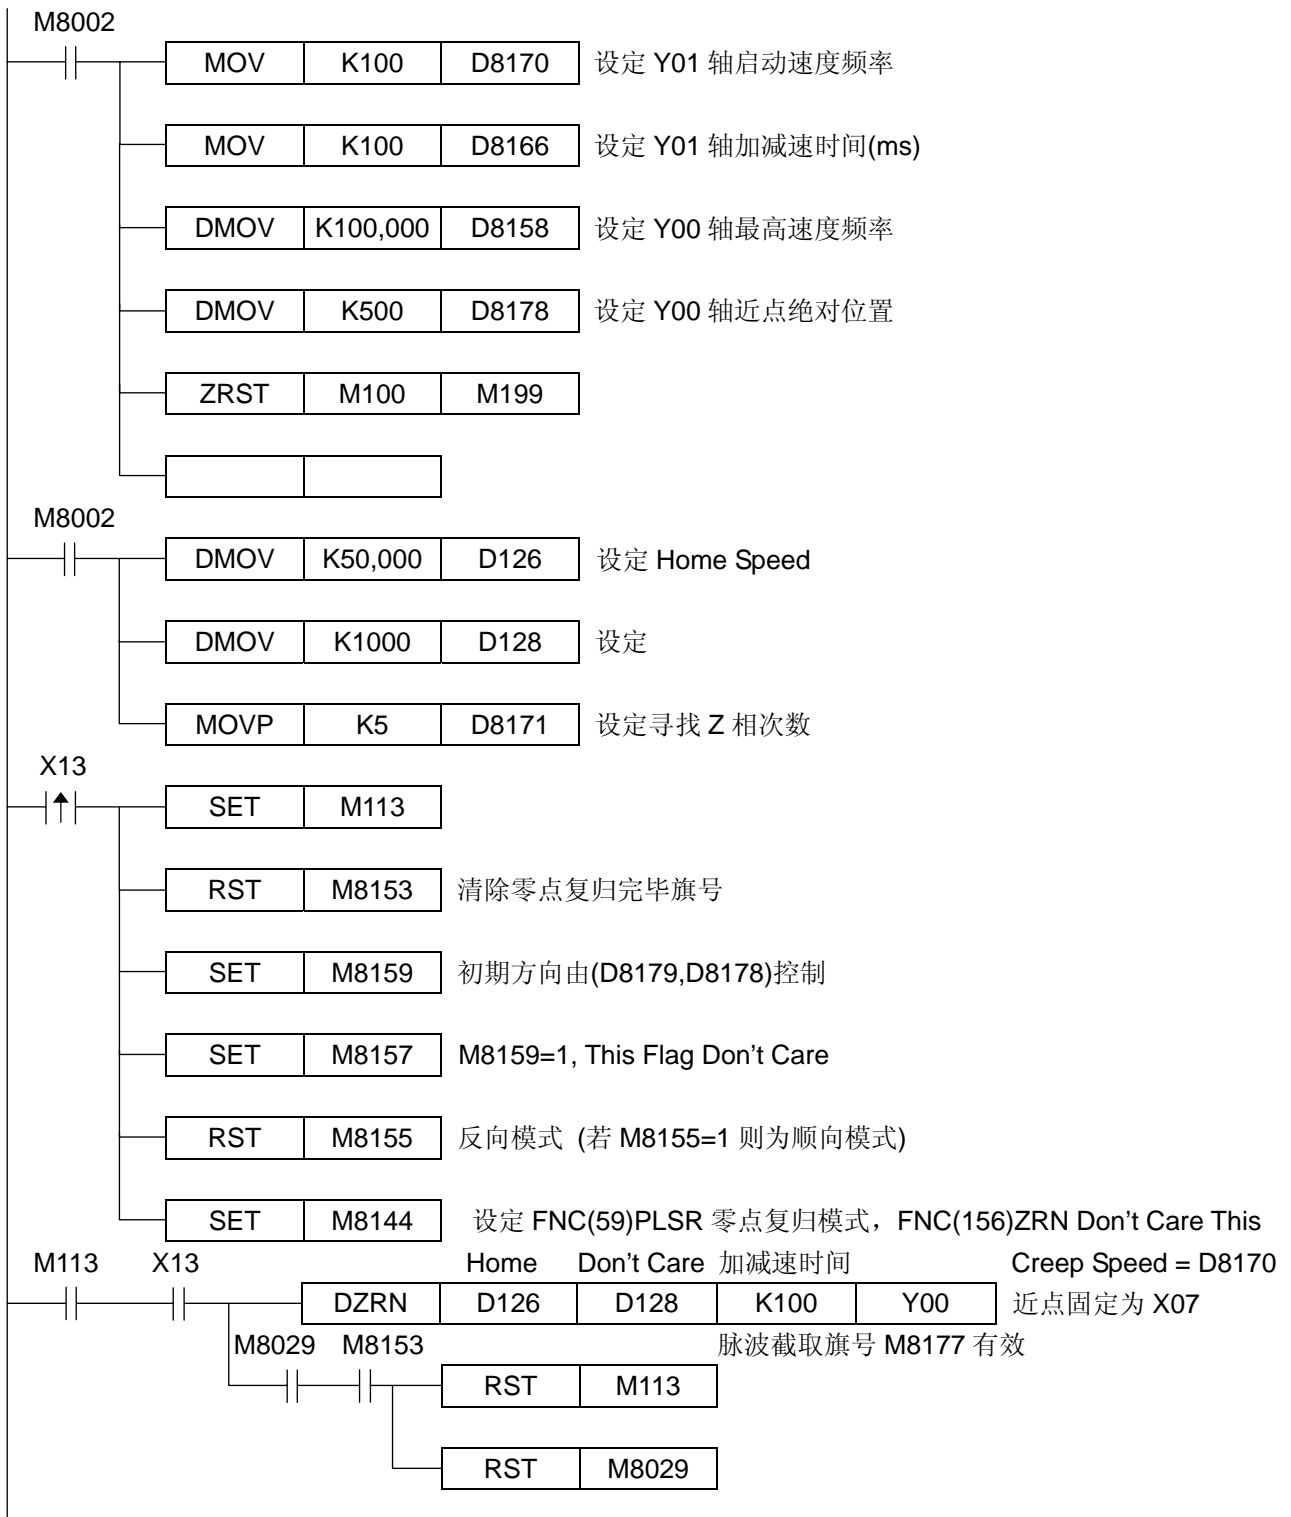 M8002
MOV K100 D8170 设定 Y01 轴启动速度频率
MOV K100 D8166 设定 Y01 轴加减速时间(ms)
DMOV K100,000 D8158 设定 Y00 轴最高速度频率
DMOV K500 D8178 设定 Y00 轴近点绝对位置
ZRST M100 M199
M8002
DMOV K50,000 D126 设定 Home Speed
DMOV K1000 D128 设定
MOVP K5 D8171 设定寻找 Z 相次数
X13
SET M113
RST M8153 清除零点复归完毕旗号
SET M8159 初期方向由(D8179,D8178)控制
SET M8157 M8159=1, This Flag Don't Care
RST M8155 反向模式 (若 M8155=1 则为顺向模式)
SET M8144 设定 FNC(59)PLSR 零点复归模式，FNC(156)ZRN Don't Care This
M113 X13 Home Don't Care 加减速时间 Creep Speed = D8170
DZRN D126 D128 K100 Y00 近点固定为 X07
M8029 M8153 脉波截取旗号 M8177 有效
RST M113
RST M8029